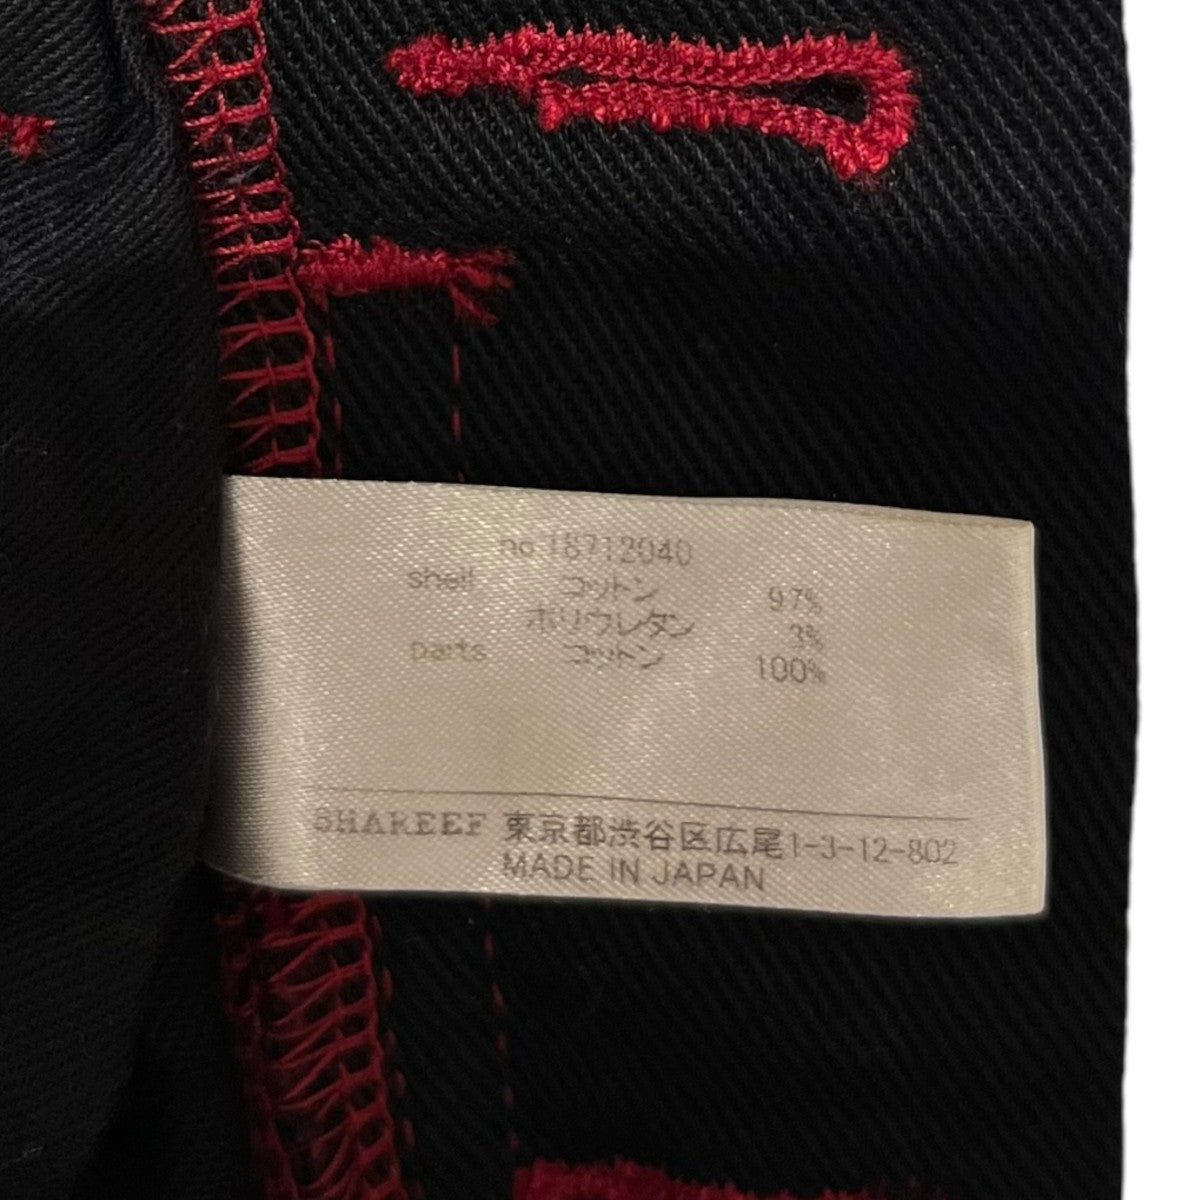 no.18712040
shell コットン 97%
ポリウレタン 3%
parts コットン 100%
SHAREEF 東京都渋谷区広尾1-3-12-802
MADE IN JAPAN